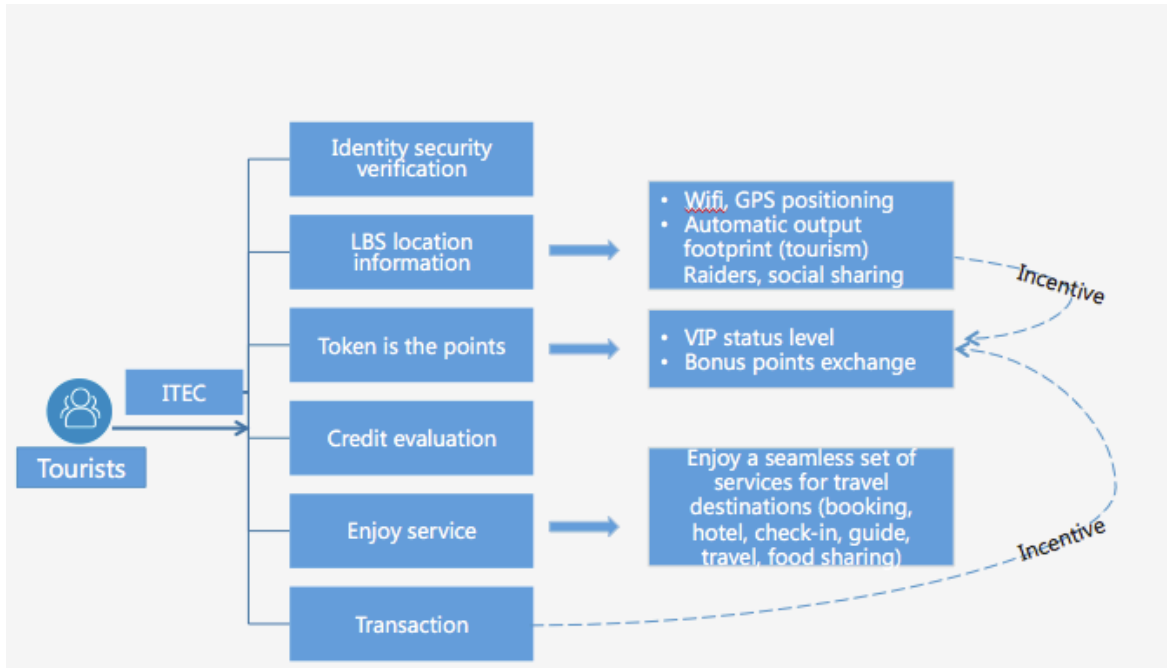 Identity security
verification
LBS location
information
Token is the points
Credit evaluation
Enjoy service
Transaction
ITEC
Tourists
• Wifi, GPS positioning
• Automatic output
footprint (tourism)
Raiders, social sharing
• VIP status level
• Bonus points exchange
Enjoy a seamless set of
services for travel
destinations (booking,
hotel, check-in, guide,
travel, food sharing)
Incentive
Incentive